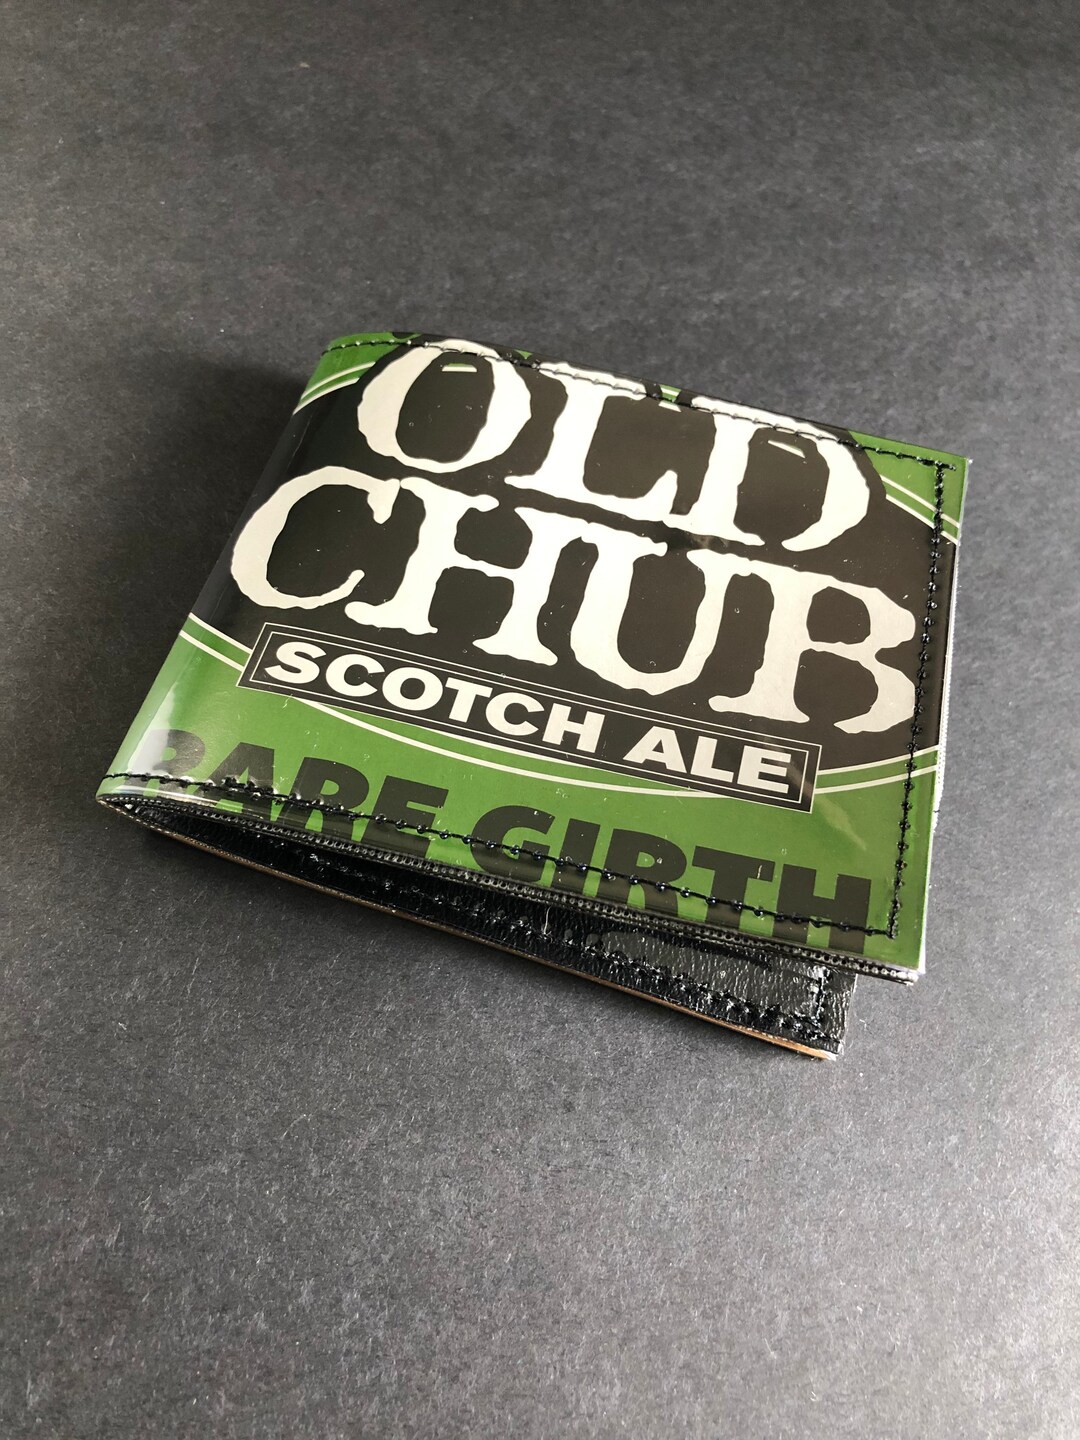 OLD
CHUB
SCOTCH ALE
RARE GIRTH